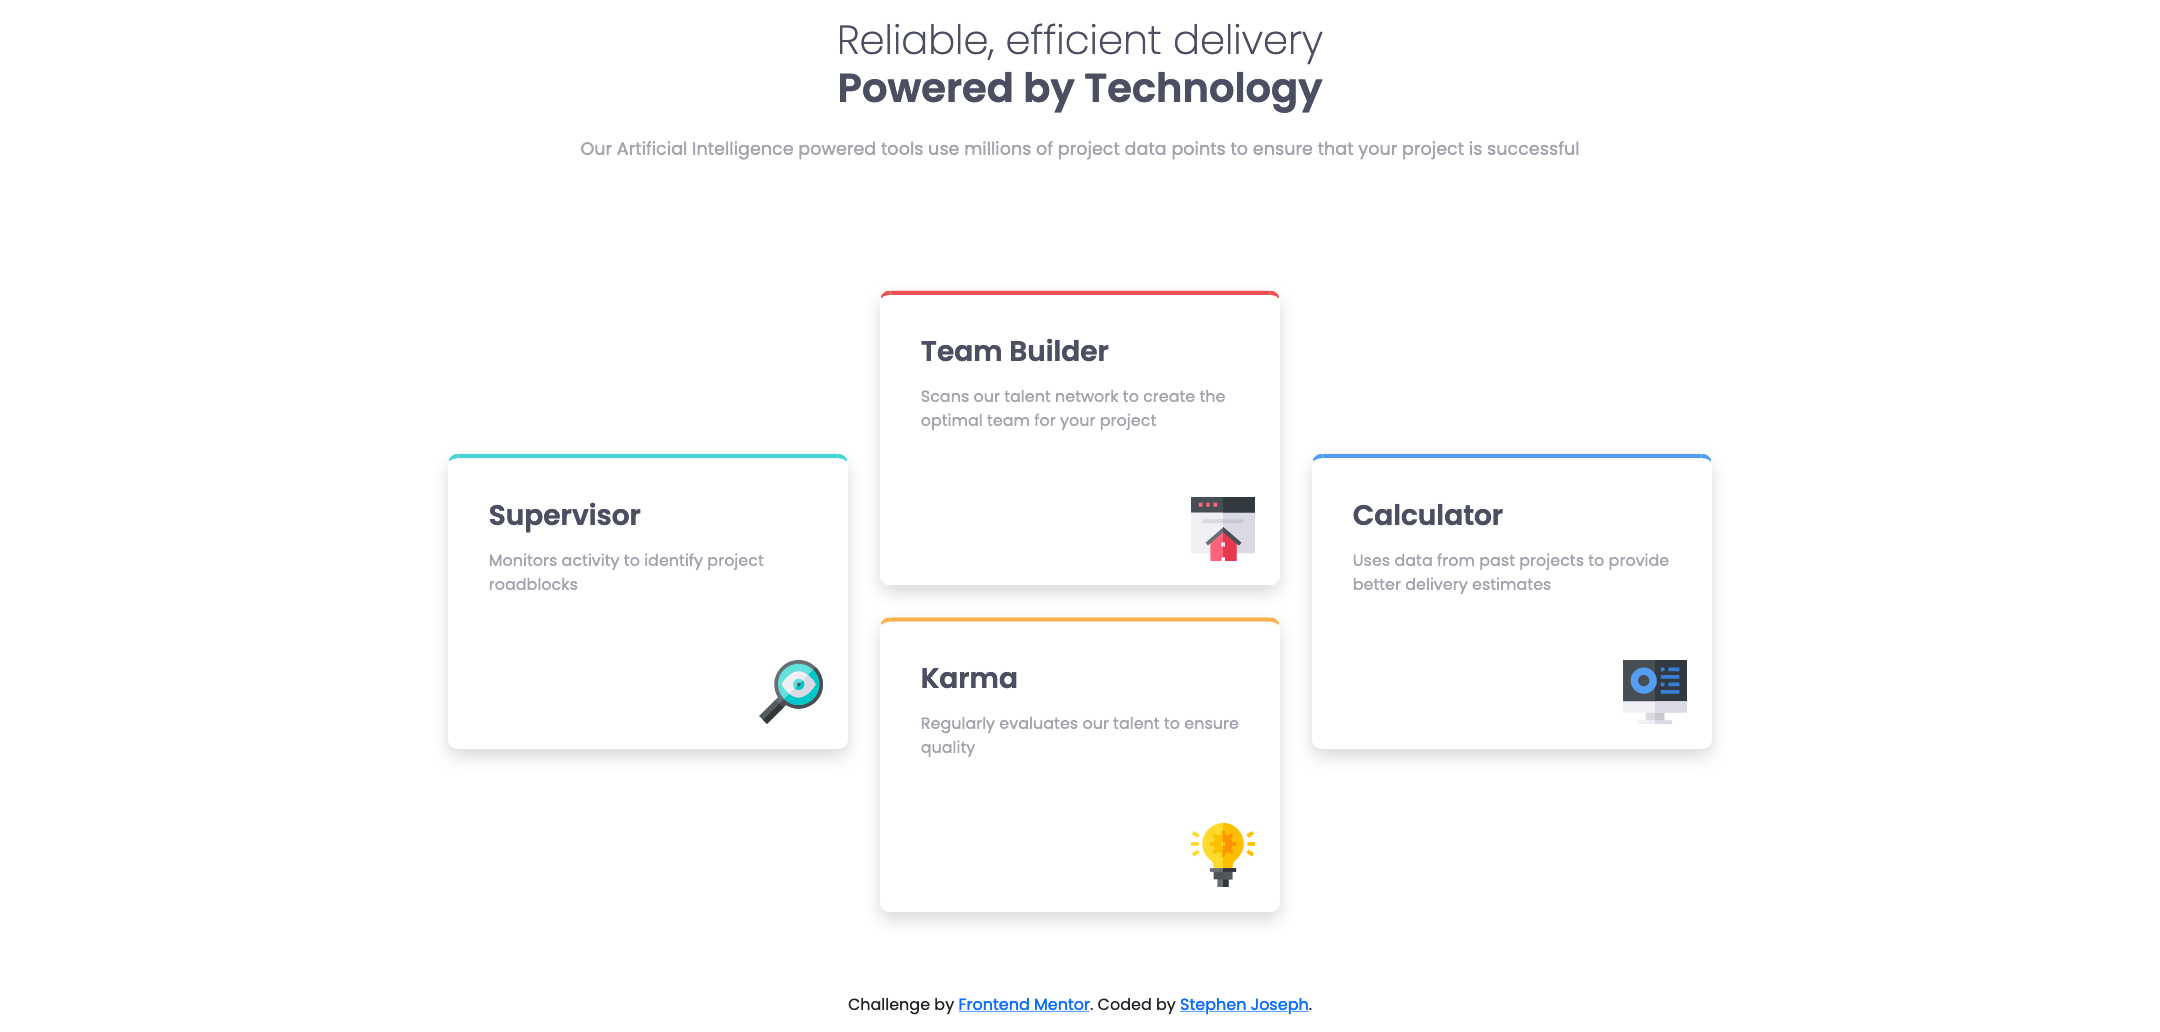 Reliable, efficient delivery
Powered by Technology
Our Artificial Intelligence powered tools use millions of project data points to ensure that your project is successful
Supervisor
Monitors activity to identify project
roadblocks
Team Builder
Scans our talent network to create the
optimal team for your project
Karma
Regularly evaluates our talent to ensure
quality
Calculator
Uses data from past projects to provide
better delivery estimates
Challenge by Frontend Mentor. Coded by Stephen Joseph.